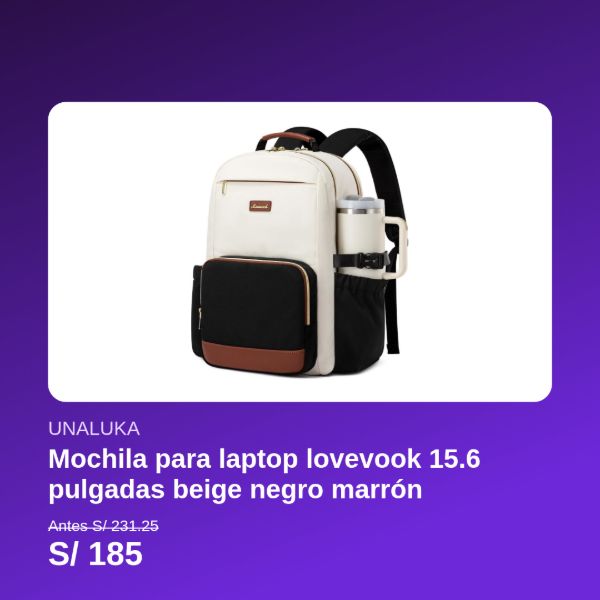 UNALUKA
Mochila para laptop lovevook 15.6
pulgadas beige negro marrón
Antes S/ 231.25
S/ 185